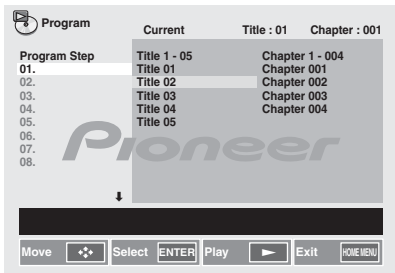 Program
Current Title : 01 Chapter : 001
Program Step Title 1 - 05 Chapter 1 - 004
01. Title 01 Chapter 001
02. Title 02 Chapter 002
03. Title 03 Chapter 003
04. Title 04 Chapter 004
05. Title 05
06.
07.
08.
Pioneer
Move Select ENTER Play Exit HOME MENU